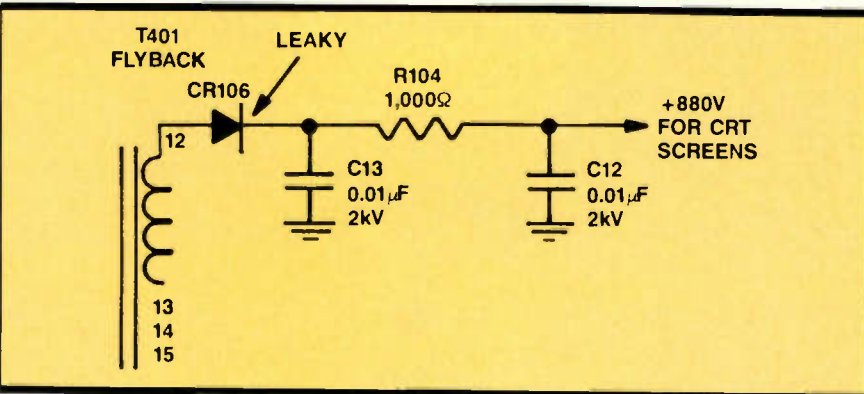 T401
FLYBACK
LEAKY
CR106
12
R104
1,000Ω
+880V
FOR CRT
SCREENS
C13
0.01µF
2kV
C12
0.01µF
2kV
13
14
15